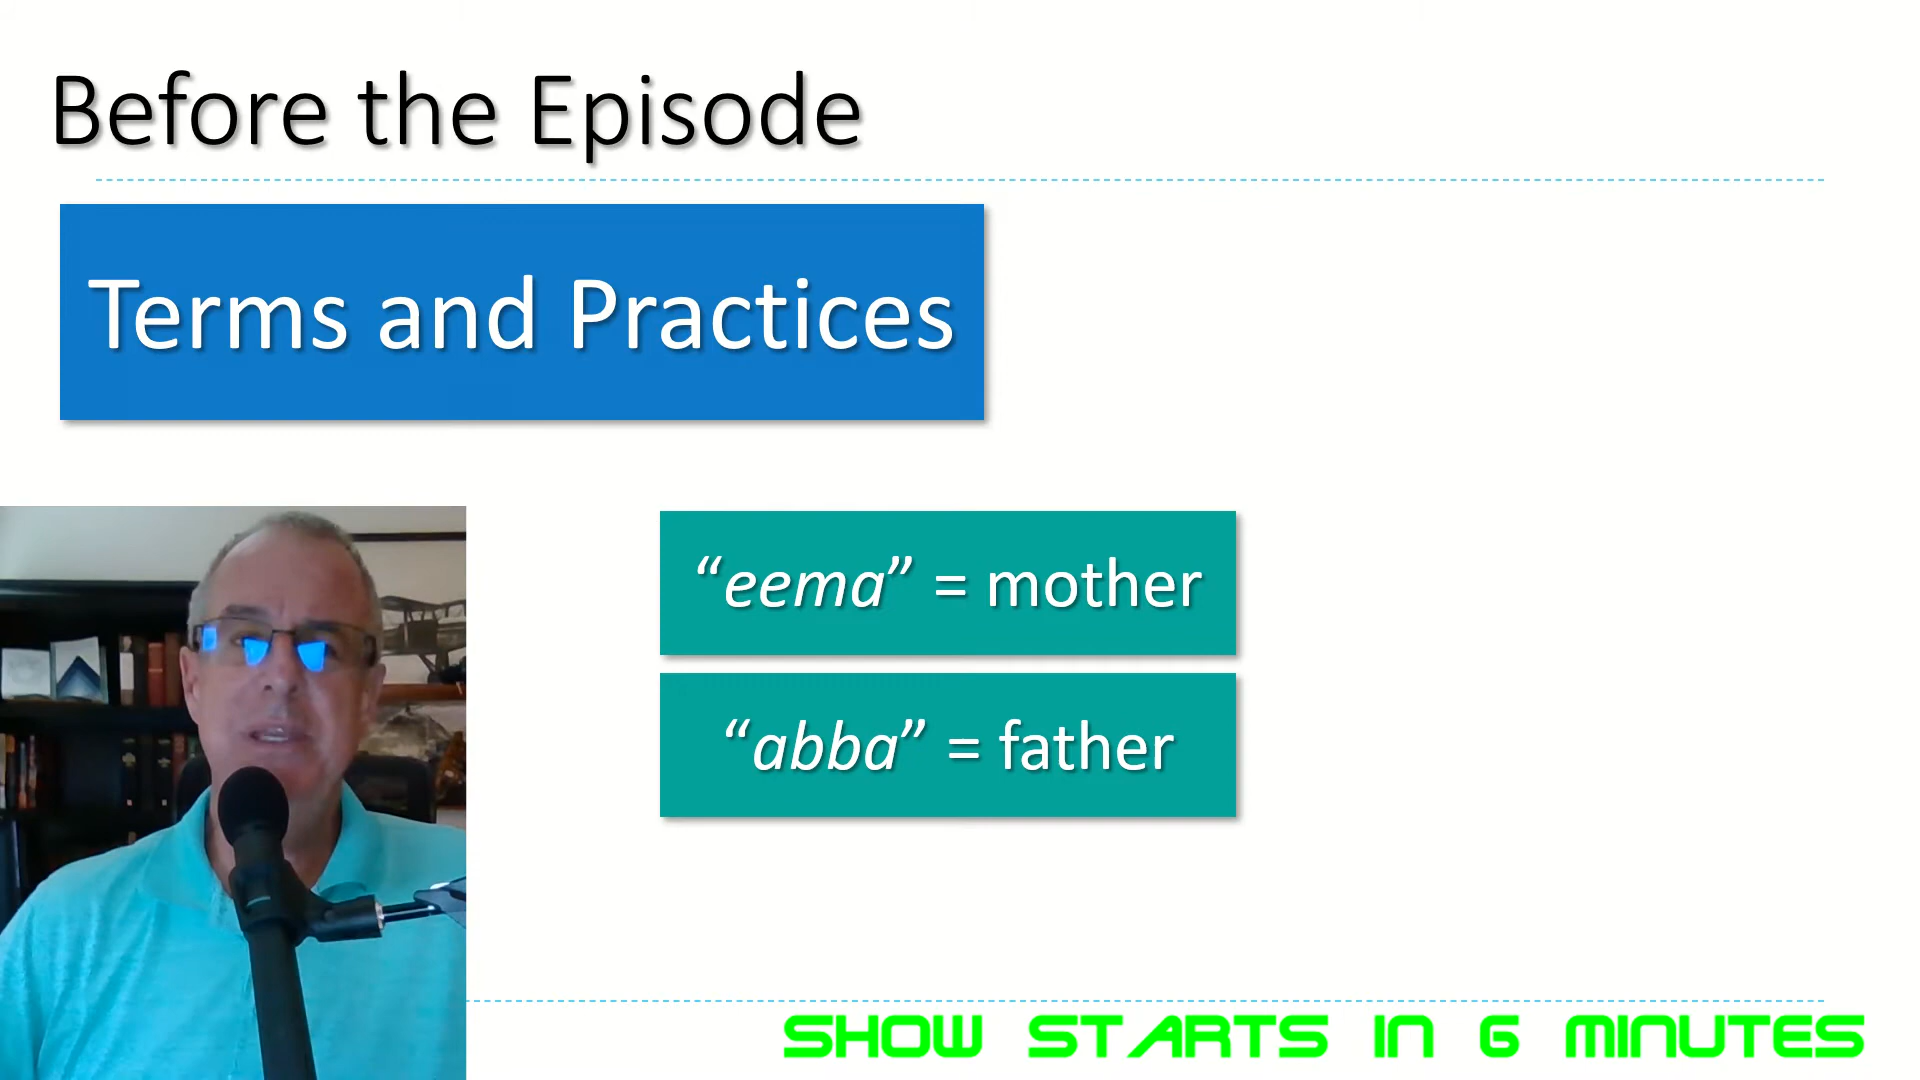 Before the Episode
Terms and Practices
“eema” = mother
“abba” = father
SHOW STARTS IN 6 MINUTES